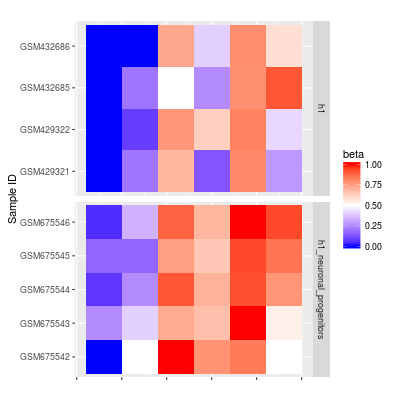 Sample ID
GSM432686
GSM432685
GSM429322
GSM429321
h1
GSM675546
GSM675545
GSM675544
GSM675543
GSM675542
h1_neuronal_progenitors
beta
1.00
0.75
0.50
0.25
0.00